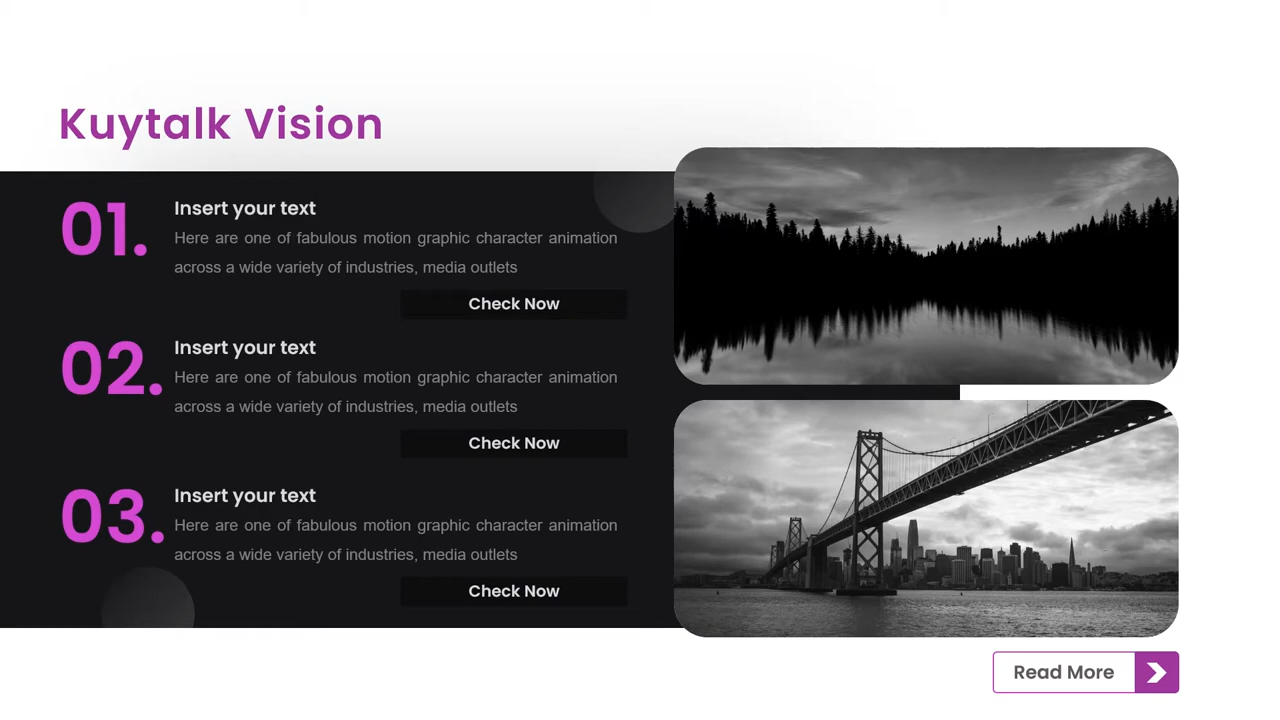 Kuytalk Vision
01.
Insert your text
Here are one of fabulous motion graphic character animation
across a wide variety of industries, media outlets
Check Now
02.
Insert your text
Here are one of fabulous motion graphic character animation
across a wide variety of industries, media outlets
Check Now
03.
Insert your text
Here are one of fabulous motion graphic character animation
across a wide variety of industries, media outlets
Check Now
Read More